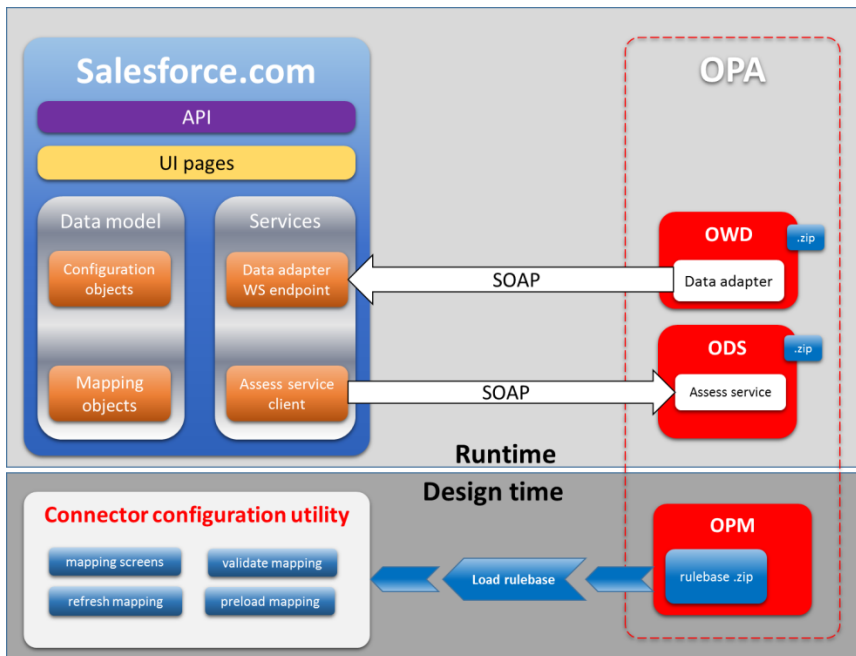 Salesforce.com
API
UI pages
Data model
Configuration
objects
Mapping
objects
Services
Data adapter
WS endpoint
Assess service
client
SOAP
SOAP
OPA
OWD
.zip
Data adapter
ODS
.zip
Assess service
Runtime
Design time
Connector configuration utility
mapping screens
validate mapping
refresh mapping
preload mapping
Load rulebase
OPM
rulebase .zip